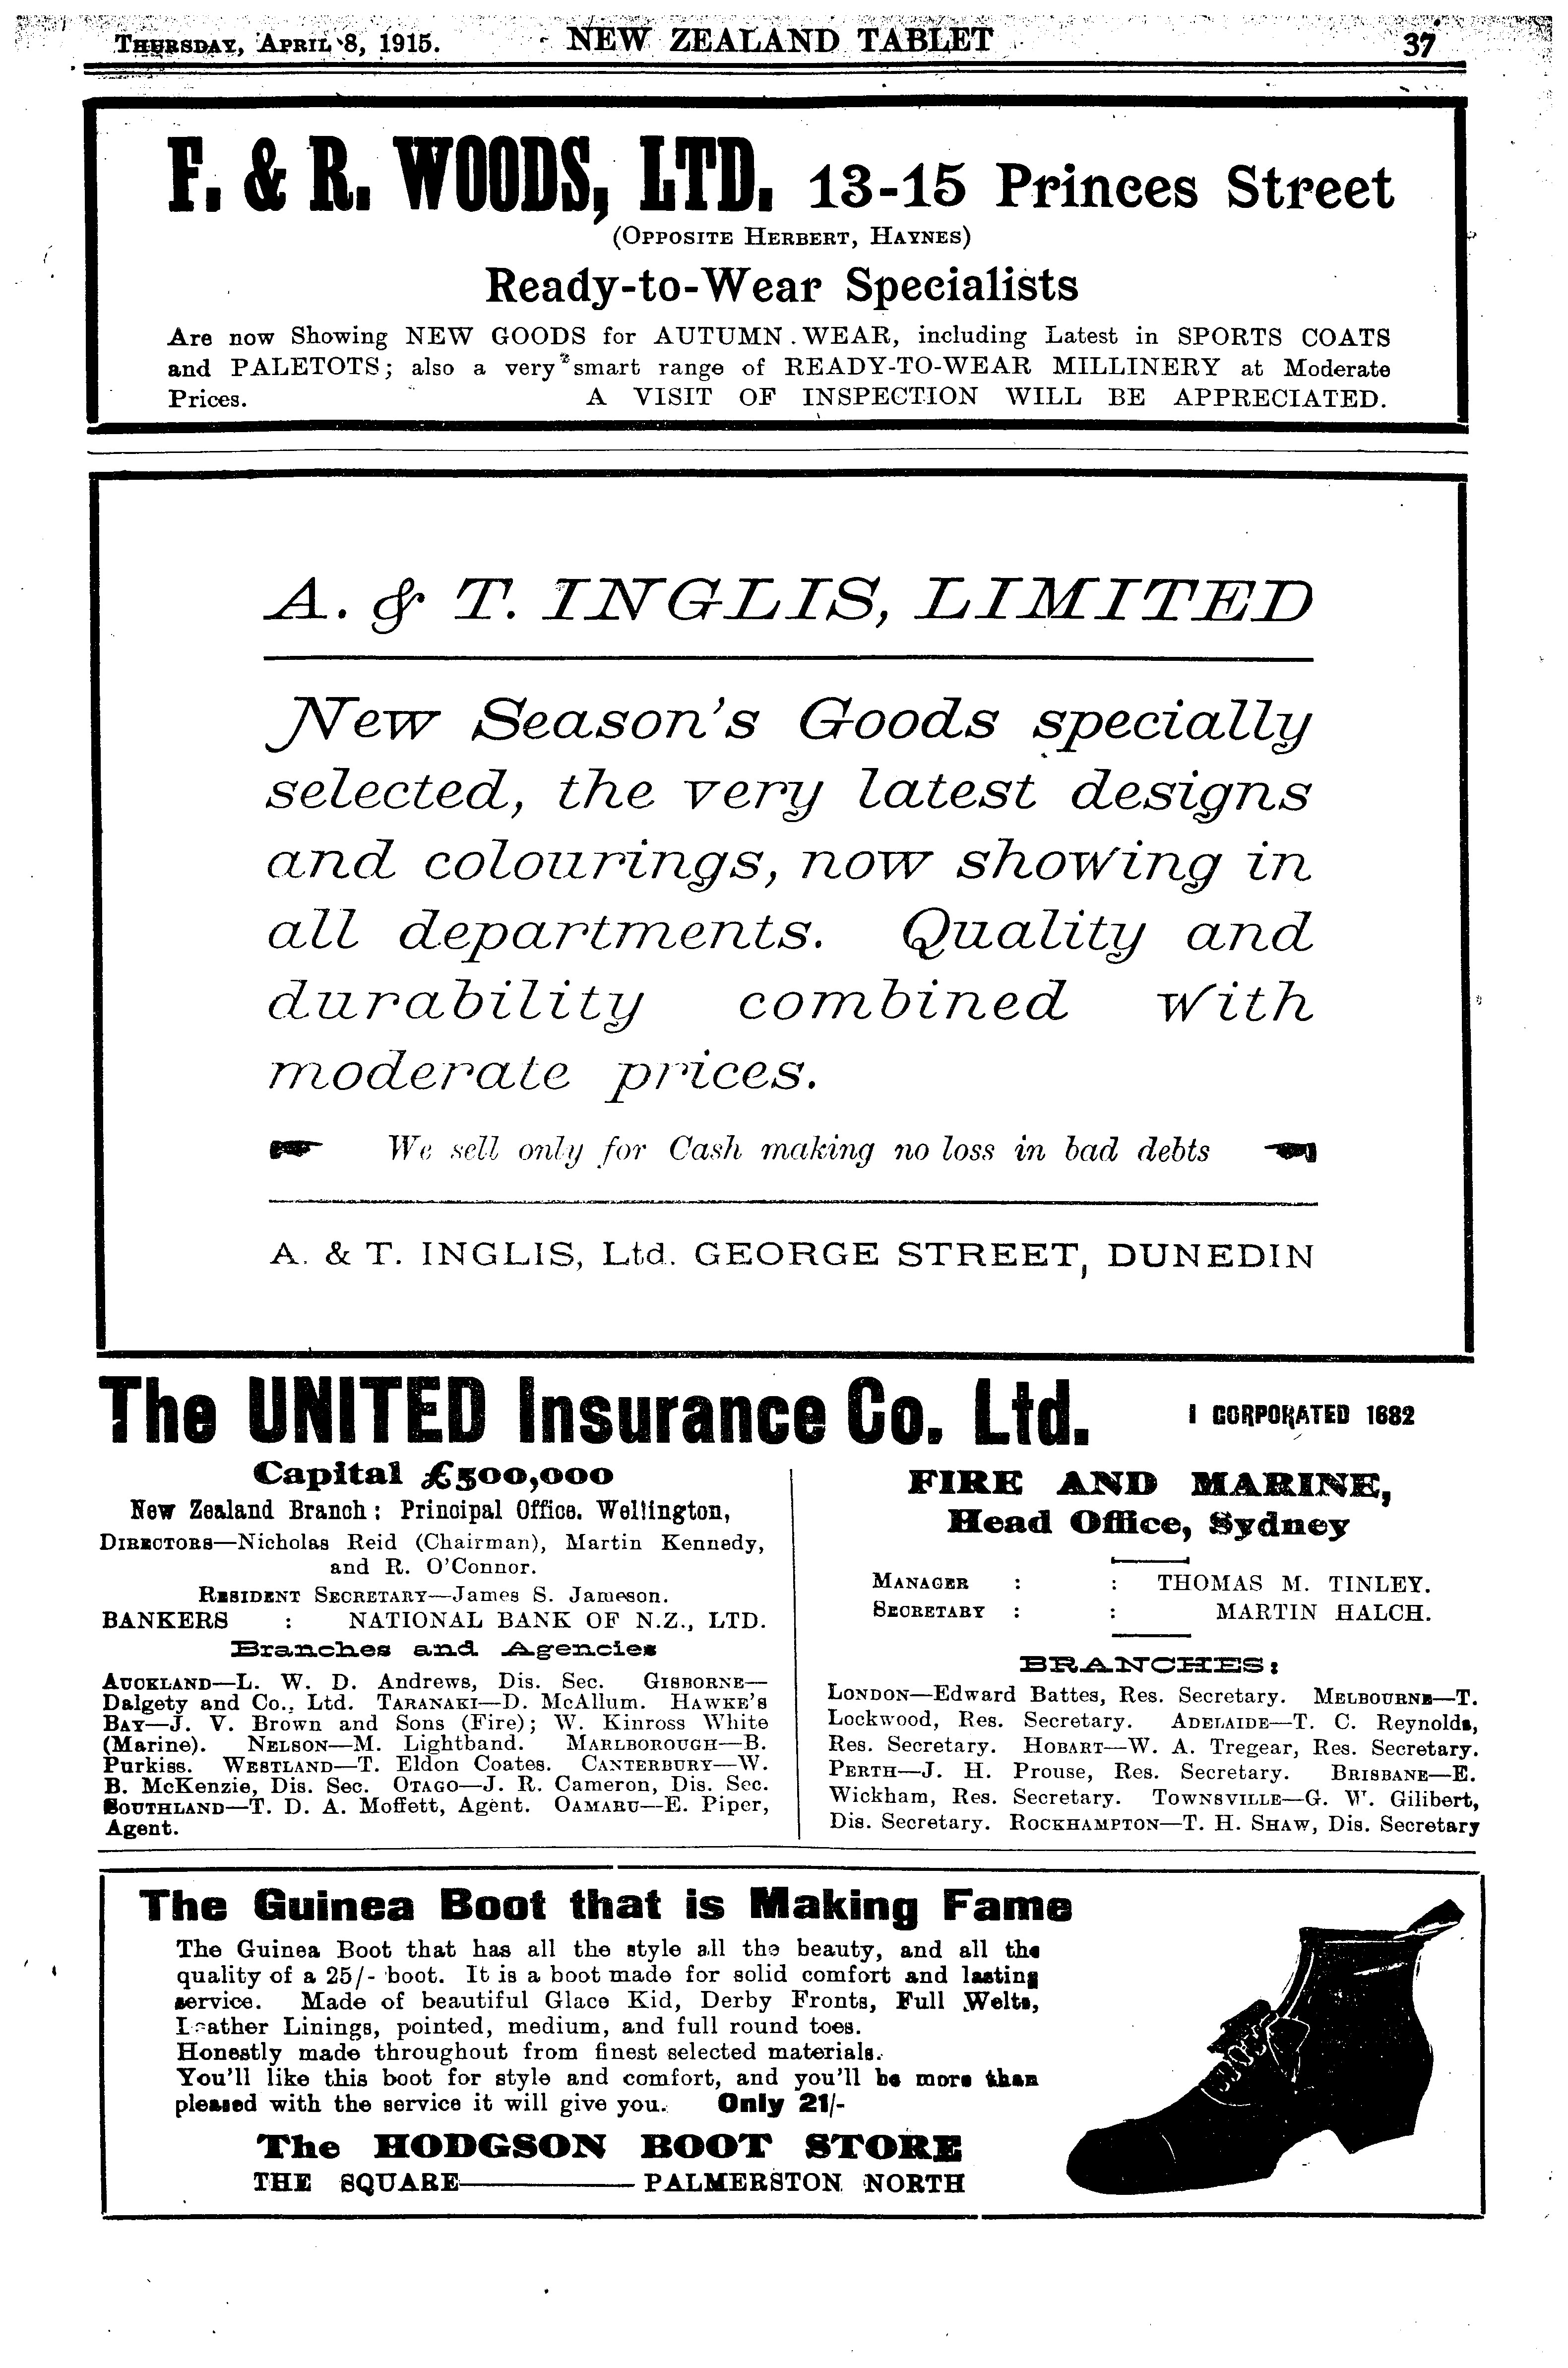 Thursday, April 8, 1915.
NEW ZEALAND TABLET
37
F. & R. WOODS, LTD. 13-15 Princes Street
(Opposite Herbert, Haynes)
Ready-to-Wear Specialists
Are now Showing NEW GOODS for AUTUMN WEAR, including Latest in SPORTS COATS
and PALETOTS; also a very smart range of READY-TO-WEAR MILLINERY at Moderate
Prices. A VISIT OF INSPECTION WILL BE APPRECIATED.
A. & T. INGLIS, LIMITED
New Season's Goods specially
selected, the very latest designs
and colourings, now showing in
all departments. Quality and
durability combined with
moderate prices.
We sell only for Cash making no loss in bad debts
A. & T. INGLIS, Ltd. GEORGE STREET, DUNEDIN
The UNITED Insurance Co. Ltd. I CORPORATED 1882
Capital £500,000
New Zealand Branch: Principal Office, Wellington,
Directors—Nicholas Reid (Chairman), Martin Kennedy,
and R. O'Connor.
Resident Secretary—James S. Jameson.
BANKERS : NATIONAL BANK OF N.Z., LTD.
Branches and Agencies
Auckland—L. W. D. Andrews, Dis. Sec. Gisborne—
Dalgety and Co., Ltd. Taranaki—D. McAllum. Hawke's
Bay—J. V. Brown and Sons (Fire); W. Kinross White
(Marine). Nelson—M. Lightband. Marlborough—B.
Purkiss. Westland—T. Eldon Coates. Canterbury—W.
B. McKenzie, Dis. Sec. Otago—J. R. Cameron, Dis. Sec.
Southland—T. D. A. Moffett, Agent. Oamaru—E. Piper,
Agent.
FIRE AND MARINE,
Head Office, Sydney
Manager : : THOMAS M. TINLEY.
Secretary : : MARTIN HALCH.
BRANCHES:
London—Edward Battes, Res. Secretary. Melbourne—T.
Lockwood, Res. Secretary. Adelaide—T. C. Reynolds,
Res. Secretary. Hobart—W. A. Tregear, Res. Secretary.
Perth—J. H. Prouse, Res. Secretary. Brisbane—E.
Wickham, Res. Secretary. Townsville—G. W. Gilibert,
Dis. Secretary. Rockhampton—T. H. Shaw, Dis. Secretary
The Guinea Boot that is Making Fame
The Guinea Boot that has all the style all the beauty, and all the
quality of a 25/- boot. It is a boot made for solid comfort and lasting
service. Made of beautiful Glace Kid, Derby Fronts, Full Welts,
Leather Linings, pointed, medium, and full round toes.
Honestly made throughout from finest selected materials.
You'll like this boot for style and comfort, and you'll be more than
pleased with the service it will give you. Only 21/-
The HODGSON BOOT STORE
THE SQUARE——PALMERSTON NORTH